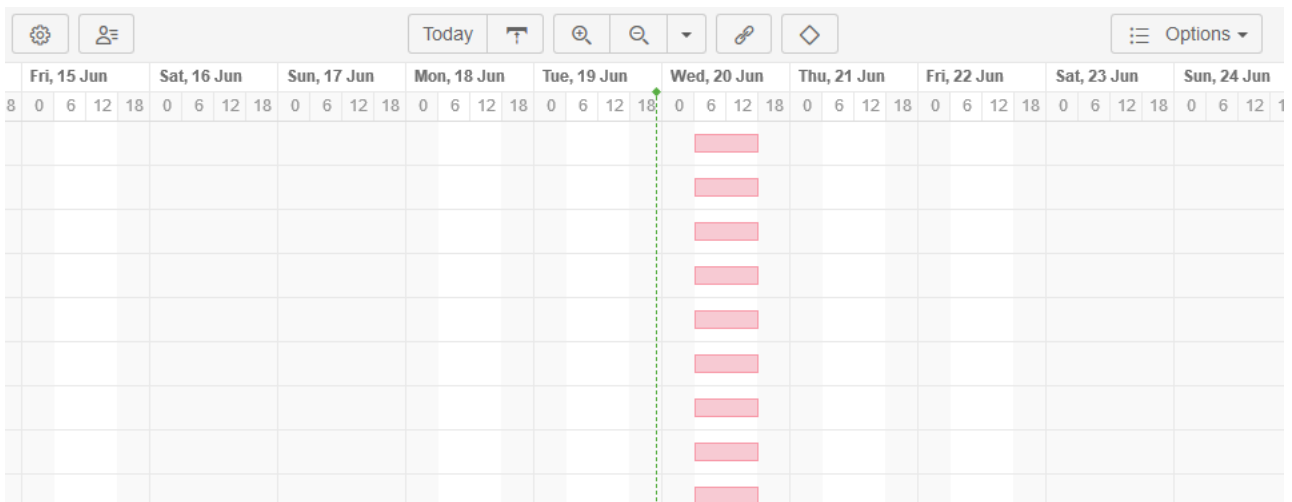 Today Options
Fri, 15 Jun Sat, 16 Jun Sun, 17 Jun Mon, 18 Jun Tue, 19 Jun Wed, 20 Jun Thu, 21 Jun Fri, 22 Jun Sat, 23 Jun Sun, 24 Jun
8 0 6 12 18 0 6 12 18 0 6 12 18 0 6 12 18 0 6 12 18 0 6 12 18 0 6 12 18 0 6 12 18 0 6 12 18 0 6 12 1